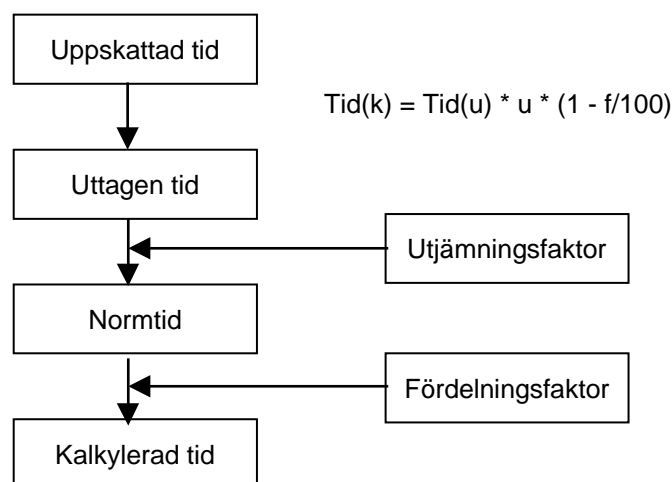 Uppskattad tid
Tid(k) = Tid(u) * u * (1 - f/100)
Uttagen tid
Utjämningsfaktor
Normtid
Fördelningsfaktor
Kalkylerad tid